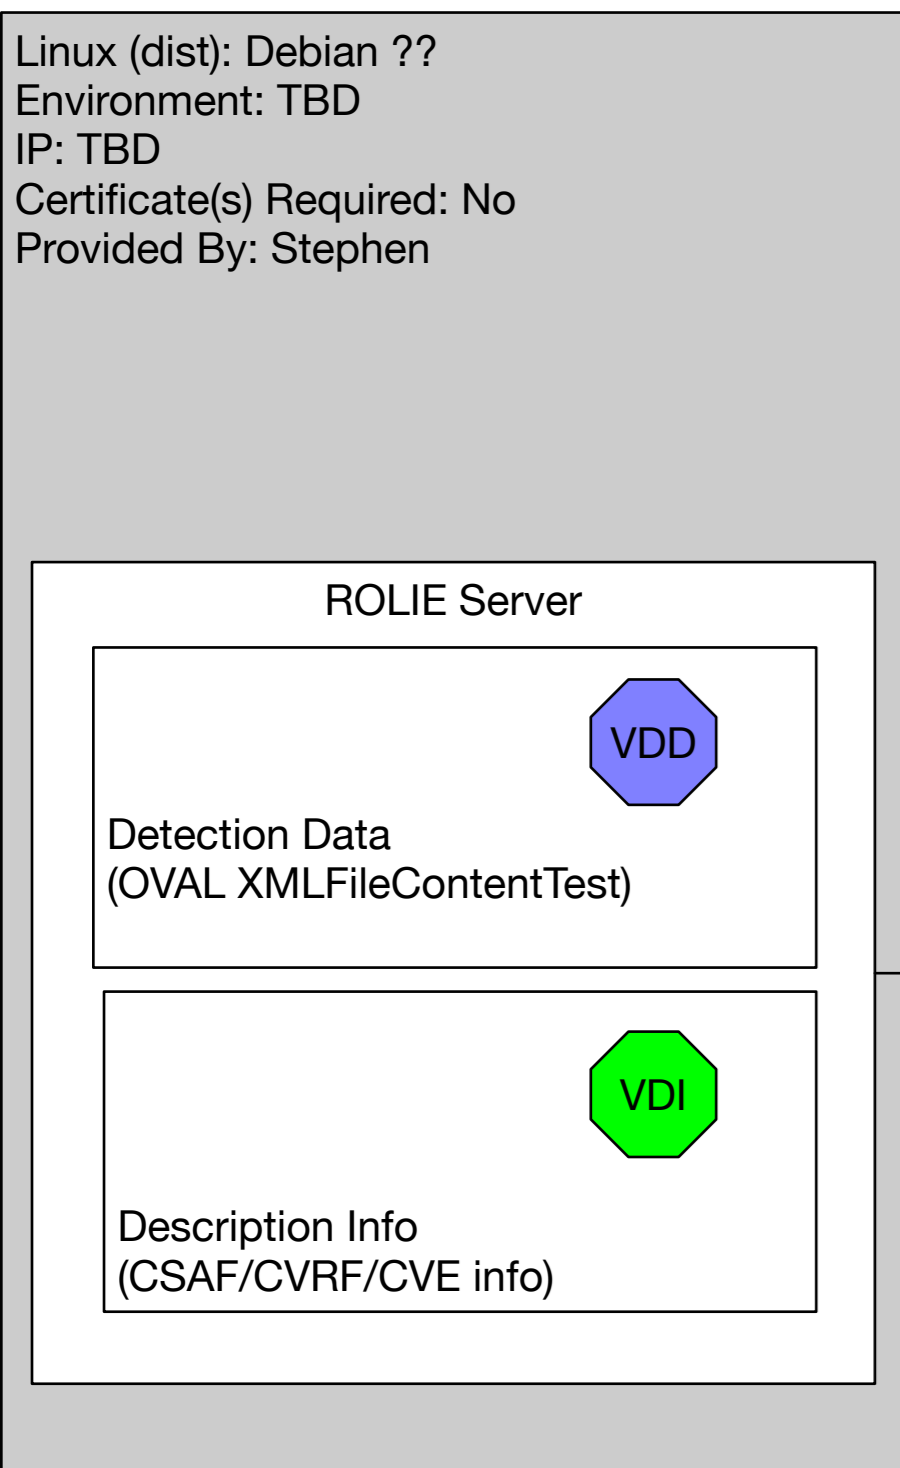 Linux (dist): Debian ??
Environment: TBD
IP: TBD
Certificate(s) Required: No
Provided By: Stephen
ROLIE Server
VDD
Detection Data
(OVAL XMLFileContentTest)
VDI
Description Info
(CSAF/CVRF/CVE info)